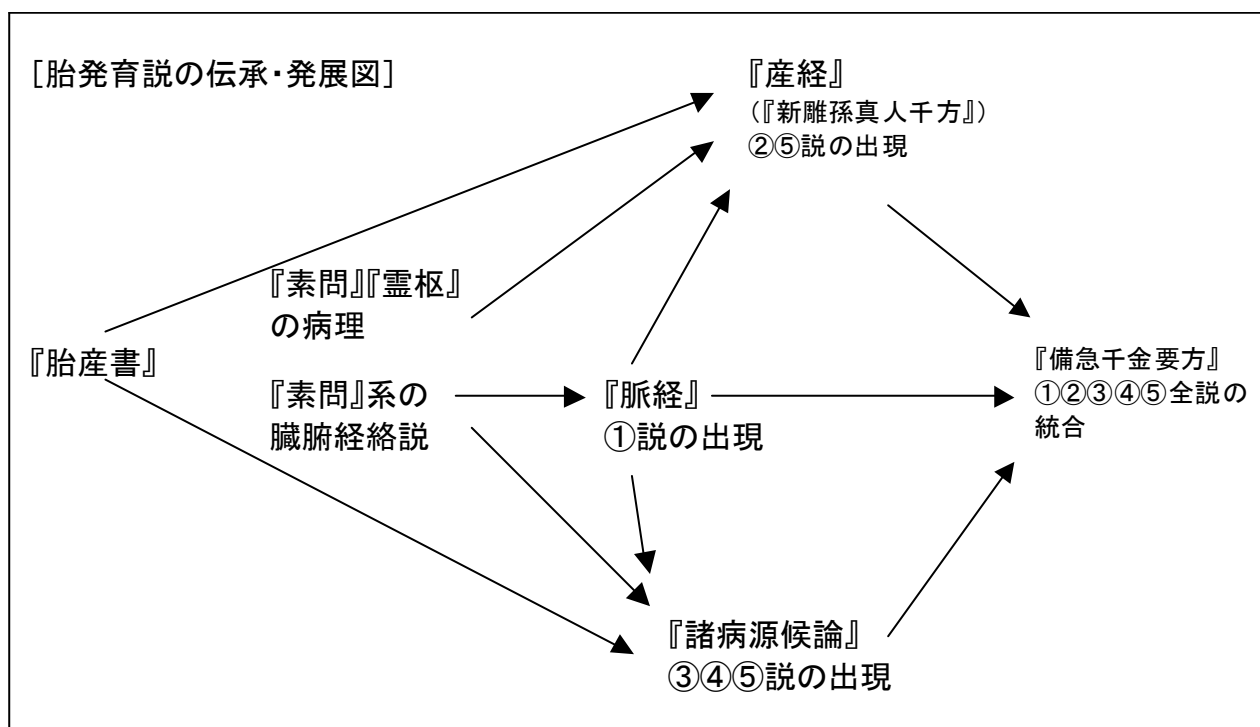 ［胎発育説の伝承・発展図］
『産経』
（『新雕孫真人千方』）
②⑤説の出現
『素問』『霊枢』
の病理
『胎産書』
『素問』系の
臓腑経絡説
『脈経』
①説の出現
『備急千金要方』
①②③④⑤全説の
統合
『諸病源候論』
③④⑤説の出現